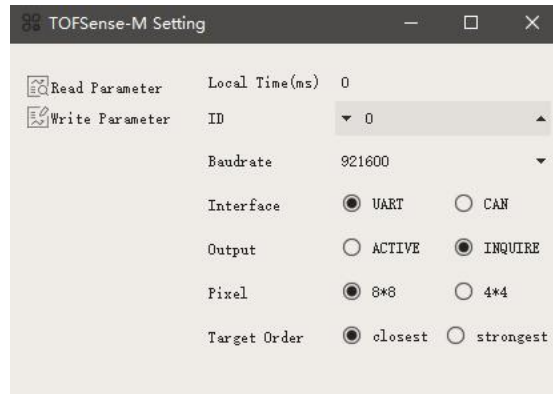 TOFSense-M Setting
Read Parameter
Write Parameter
Local Time(ms) 0
ID 0
Baudrate 921600
Interface UART CAN
Output ACTIVE INQUIRE
Pixel 8*8 4*4
Target Order closest strongest